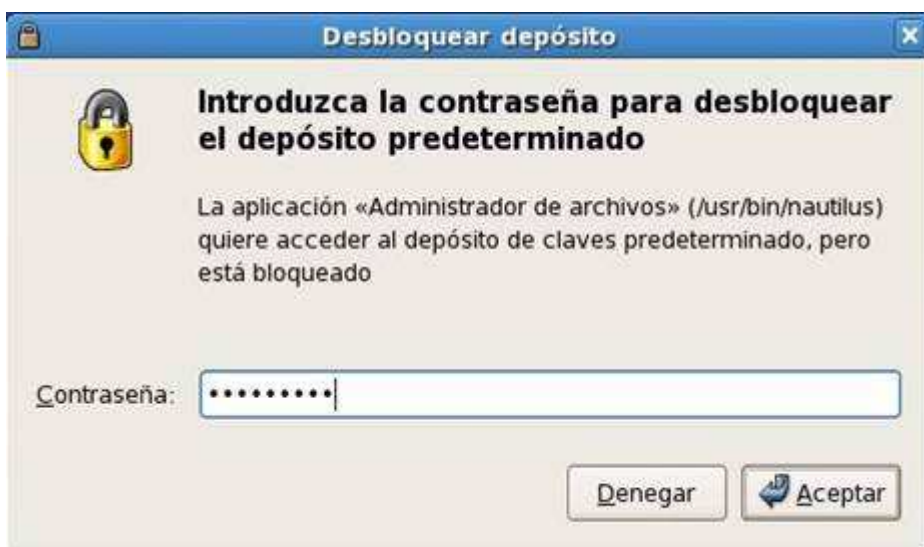 Desbloquear depósito
Introduzca la contraseña para desbloquear
el depósito predeterminado
La aplicación «Administrador de archivos» (/usr/bin/nautilus)
quiere acceder al depósito de claves predeterminado, pero
está bloqueado
Contraseña: •••••••••
Denegar Aceptar